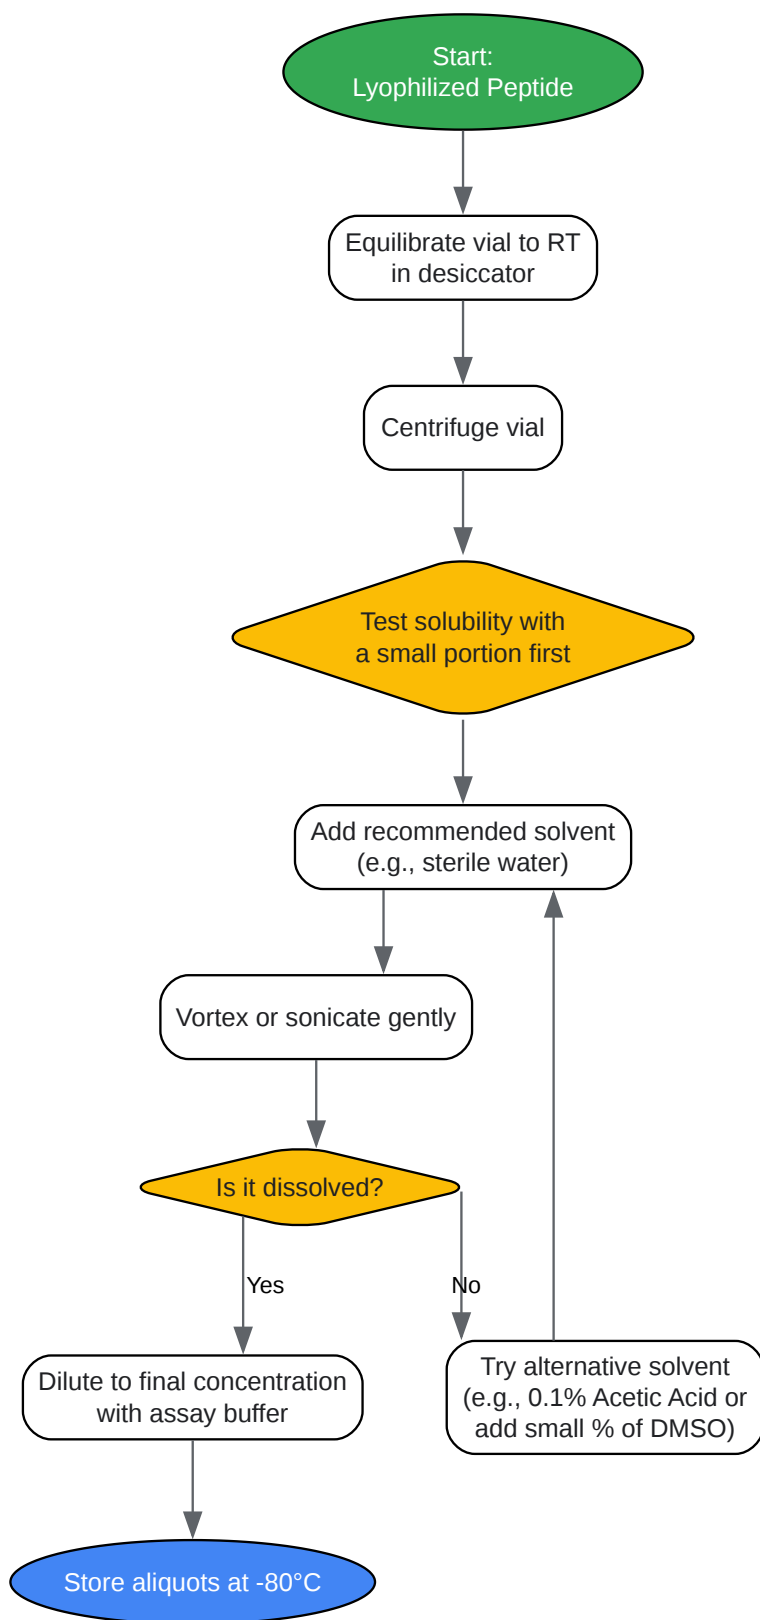 Start:
Lyophilized Peptide
Equilibrate vial to RT
in desiccator
Centrifuge vial
Test solubility with
a small portion first
Add recommended solvent
(e.g., sterile water)
Vortex or sonicate gently
Is it dissolved?
Yes
No
Dilute to final concentration
with assay buffer
Try alternative solvent
(e.g., 0.1% Acetic Acid or
add small % of DMSO)
Store aliquots at -80°C